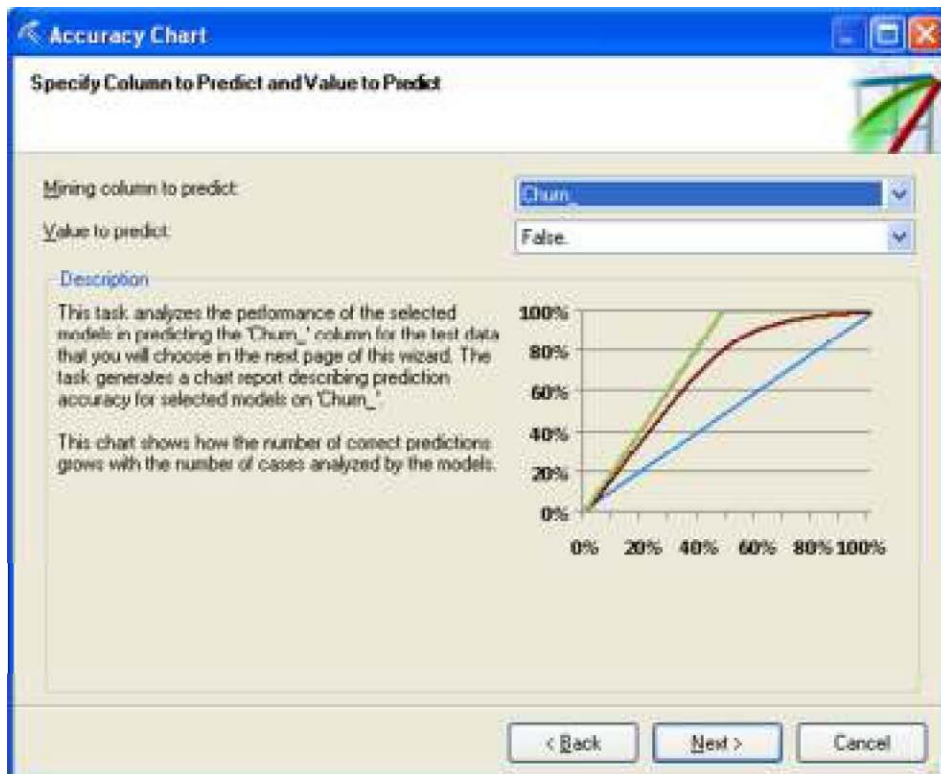 Accuracy Chart
Specify Column to Predict and Value to Predict
Mining column to predict:
Churn_
Value to predict:
False.
Description
This task analyzes the performance of the selected
models in predicting the 'Churn_' column for the test data
that you will choose in the next page of this wizard. The
task generates a chart report describing prediction
accuracy for selected models on 'Churn_'.
This chart shows how the number of correct predictions
grows with the number of cases analyzed by the models.
100%
80%
60%
40%
20%
0%
0% 20% 40% 60% 80% 100%
< Back
Next >
Cancel